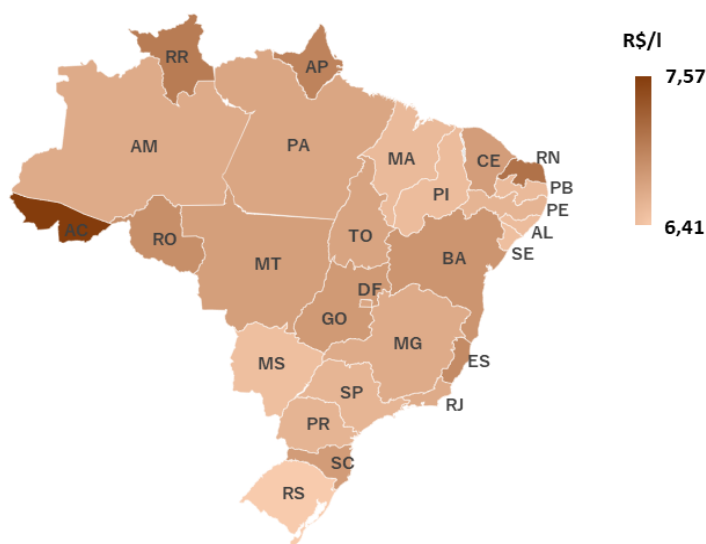 R$/l
7,57
6,41
RR
AP
AM
PA
MA
CE
RN
PI
PB
PE
AL
SE
AC
RO
TO
MT
BA
DF
GO
MG
MS
ES
SP
RJ
PR
SC
RS